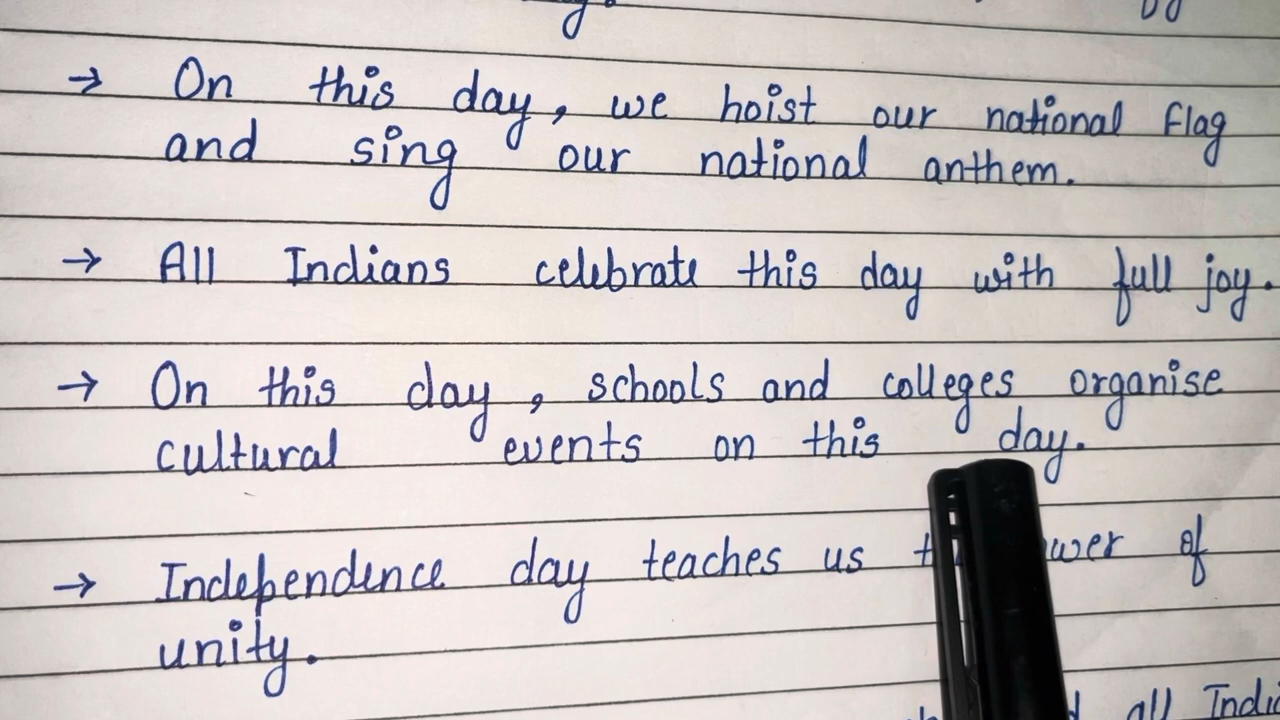 → On this day, we hoist our national flag
and sing our national anthem.
→ All Indians celebrate this day with full joy.
→ On this day, schools and colleges organise
cultural events on this day.
→ Independence day teaches us of
unity.
all